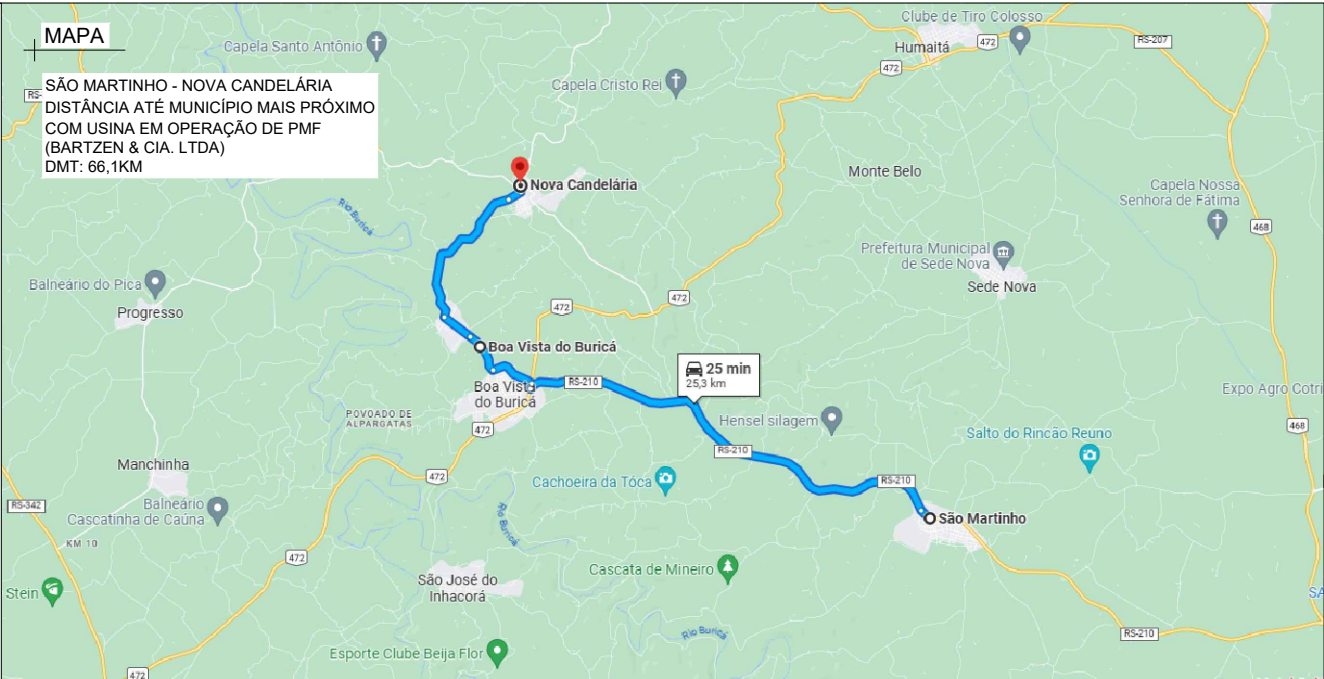 MAPA
SÃO MARTINHO - NOVA CANDELÁRIA
DISTÂNCIA ATÉ MUNICÍPIO MAIS PRÓXIMO
COM USINA EM OPERAÇÃO DE PMF
(BARTZEN & CIA. LTDA)
DMT: 66,1KM
Clube de Tiro Colosso
Humaitá
472
RS-207
472
Capela Santo Antônio
Capela Cristo Rei
RS-
Monte Bello
Nova Candelária
Capela Nossa
Senhora de Fátima
468
Rio Buricá
Prefeitura Municipal
de Sede Nova
Sede Nova
Balneário do Pica
Progresso
472
472
Boa Vista do Buricá
25 min
25,3 km
RS-210
Boa Vista
do Buricá
Expo Agro Cotri
POVOADO DE
ALPARGATAS
472
Hensel silagem
468
Salto do Rincão Reuno
RS-210
Manchinha
472
Cachoeira da Toca
RS-210
RS-342
Balneário
Cascatinha de Caúna
São Martinho
Rio Buricá
KM 10
472
Cascata de Mineiro
São José do
Inhacorá
Stein
SA
Rio Buricá
RS-210
Esporte Clube Beija Flor
472